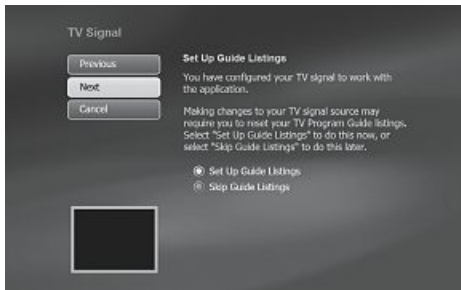 TV Signal
Previous
Next
Cancel
Set Up Guide Listings
You have configured your TV signal to work with
the application.
Making changes to your TV signal source may
require you to reset your TV Program Guide listings.
Select "Set Up Guide Listings" to do this now, or
select "Skip Guide Listings" to do this later.
Set Up Guide Listings
Skip Guide Listings